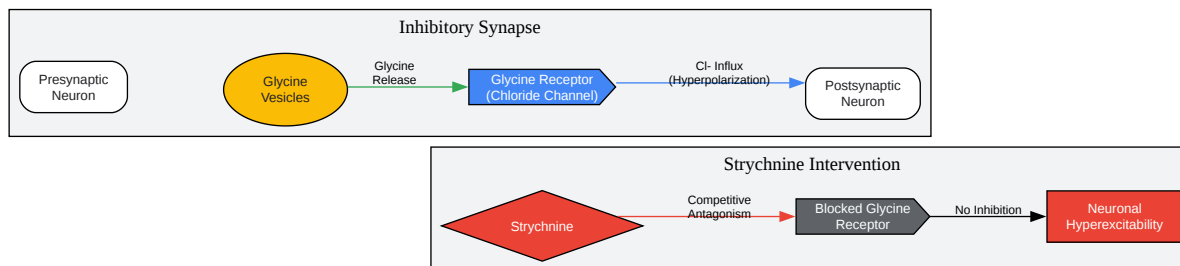 Inhibitory Synapse
Presynaptic
Neuron
Glycine
Vesicles
Glycine
Release
Glycine Receptor
(Chloride Channel)
Cl- Influx
(Hyperpolarization)
Postsynaptic
Neuron
Strychnine Intervention
Strychnine
Competitive
Antagonism
Blocked Glycine
Receptor
No Inhibition
Neuronal
Hyperexcitability